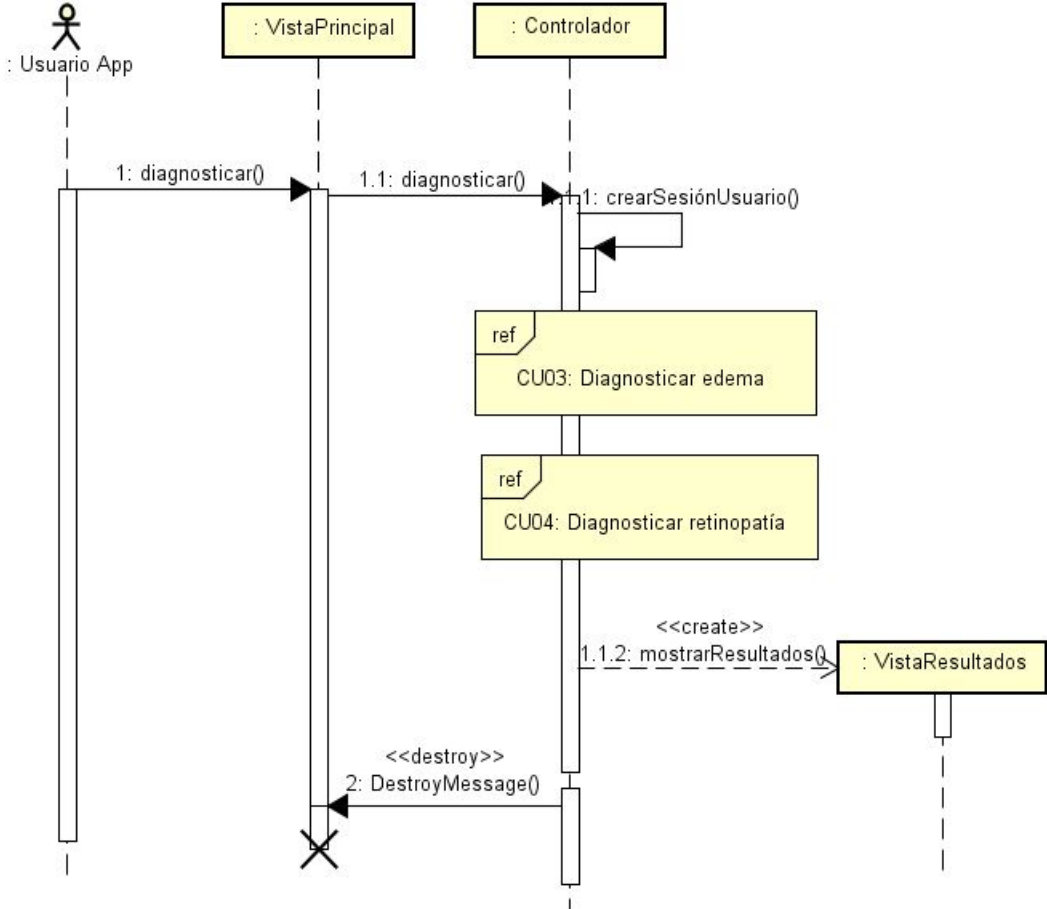 : Usuario App
: VistaPrincipal
: Controlador
1: diagnosticar()
1.1: diagnosticar()
1.1.1: crearSesiónUsuario()
ref
CU03: Diagnosticar edema
ref
CU04: Diagnosticar retinopatía
<<create>>
1.1.2: mostrarResultados()
: VistaResultados
<<destroy>>
2: DestroyMessage()